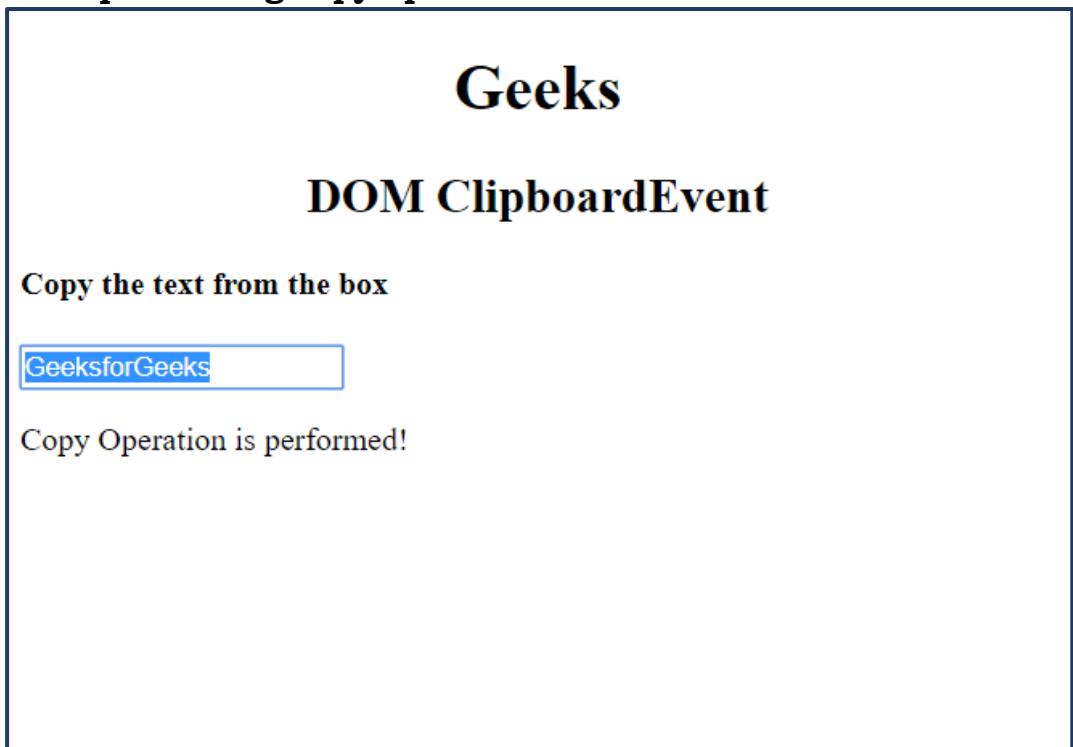 Geeks
DOM ClipboardEvent
Copy the text from the box
GeeksforGeeks
Copy Operation is performed!